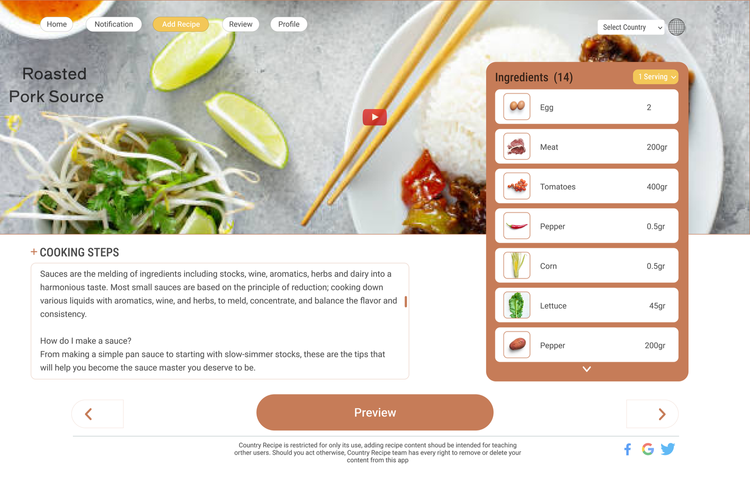 Home
Notification
Add Recipe
Review
Profile
Select Country
Roasted
Pork Source
Ingredients (14)
1 Serving
Egg 2
Meat 200gr
Tomatoes 400gr
Pepper 0.5gr
Corn 0.5gr
Lettuce 45gr
Pepper 200gr
+ COOKING STEPS
Sauces are the melding of ingredients including stocks, wine, aromatics, herbs and dairy into a
harmonious taste. Most small sauces are based on the principle of reduction; cooking down
various liquids with aromatics, wine, and herbs, to meld, concentrate, and balance the flavor and
consistency.
How do I make a sauce?
From making a simple pan sauce to starting with slow-simmer stocks, these are the tips that
will help you become the sauce master you deserve to be.
Preview
Country Recipe is restricted for only its use, adding recipe content shoud be intended for teaching
orther users. Should you act otherwise, Country Recipe team has every right to remove or delete your
content from this app